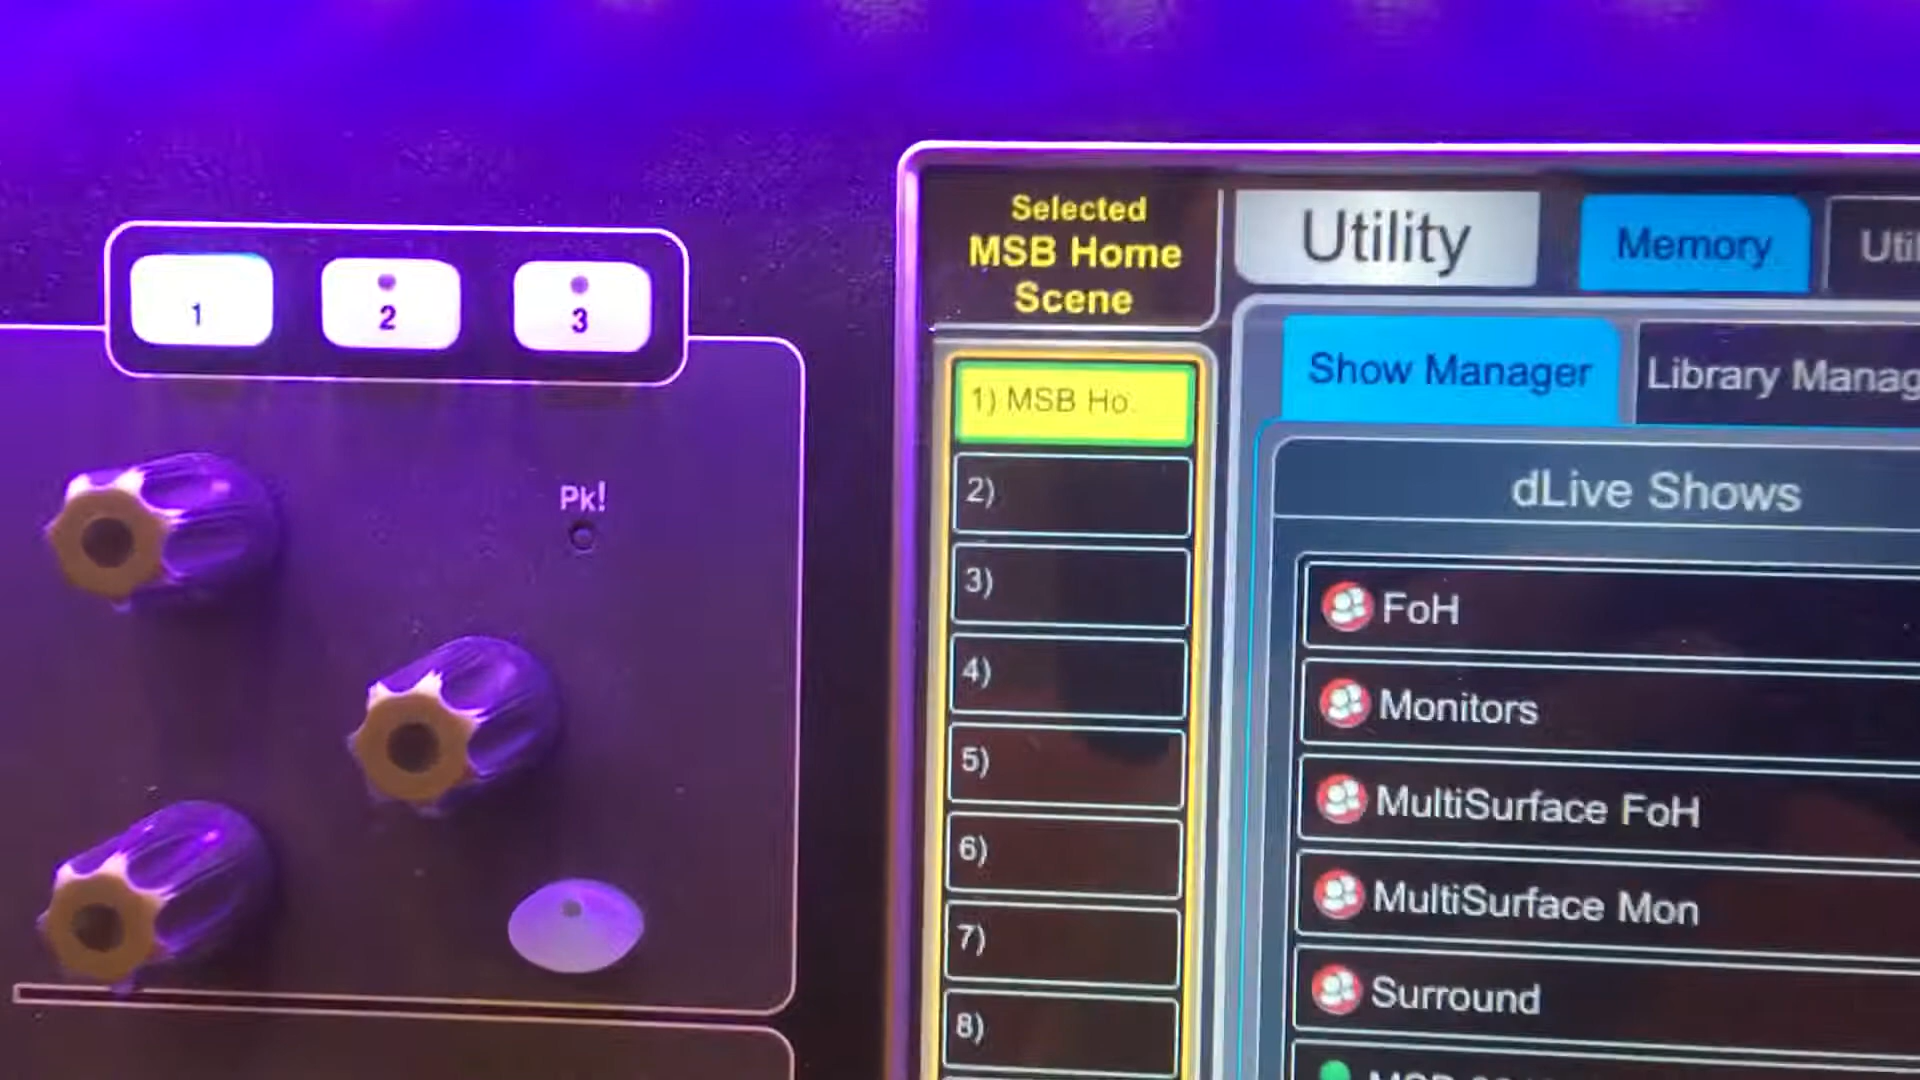 Selected
MSB Home
Scene
Utility
Memory
1
2
3
Show Manager
Library
1) MSB Ho.
dLive Shows
Pk!
2)
3)
FoH
4)
Monitors
5)
MultiSurface FoH
6)
MultiSurface Mon
7)
Surround
8)